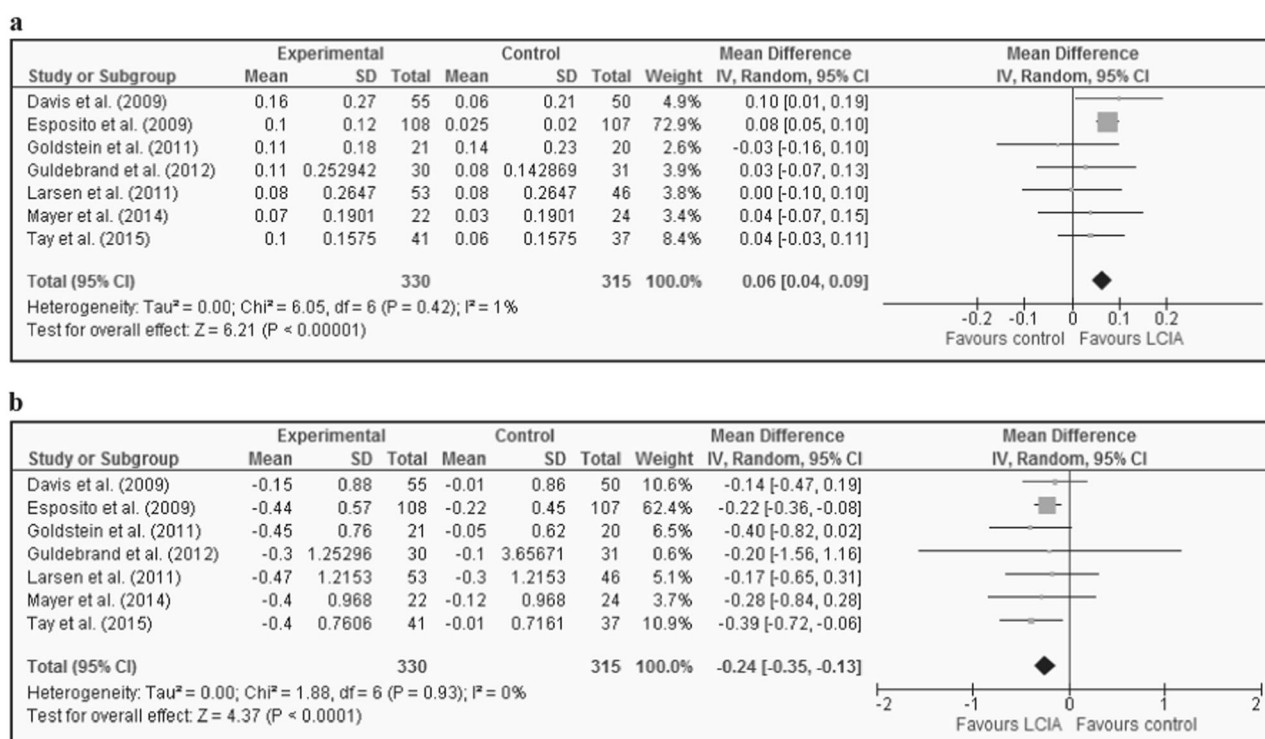 a
Experimental Control Mean Difference Mean Difference
Study or Subgroup Mean SD Total Mean SD Total Weight IV, Random, 95% CI IV, Random, 95% CI
Davis et al. (2009) 0.16 0.27 55 0.06 0.21 50 4.9% 0.10 [0.01, 0.19]
Esposito et al. (2009) 0.1 0.12 108 0.025 0.02 107 72.9% 0.08 [0.05, 0.10]
Goldstein et al. (2011) 0.11 0.18 21 0.14 0.23 20 2.6% -0.03 [-0.16, 0.10]
Guldebrand et al. (2012) 0.11 0.252942 30 0.08 0.142869 31 3.9% 0.03 [-0.07, 0.13]
Larsen et al. (2011) 0.08 0.2647 53 0.08 0.2647 46 3.8% 0.00 [-0.10, 0.10]
Mayer et al. (2014) 0.07 0.1901 22 0.03 0.1901 24 3.4% 0.04 [-0.07, 0.15]
Tay et al. (2015) 0.1 0.1575 41 0.06 0.1575 37 8.4% 0.04 [-0.03, 0.11]
Total (95% CI) 330 315 100.0% 0.06 [0.04, 0.09]
Heterogeneity: Tau² = 0.00; Chi² = 6.05, df = 6 (P = 0.42); I² = 1%
Test for overall effect: Z = 6.21 (P < 0.00001)
-0.2 -0.1 0 0.1 0.2
Favours control Favours LCIA
b
Experimental Control Mean Difference Mean Difference
Study or Subgroup Mean SD Total Mean SD Total Weight IV, Random, 95% CI IV, Random, 95% CI
Davis et al. (2009) -0.15 0.88 55 -0.01 0.86 50 10.6% -0.14 [-0.47, 0.19]
Esposito et al. (2009) -0.44 0.57 108 -0.22 0.45 107 62.4% -0.22 [-0.36, -0.08]
Goldstein et al. (2011) -0.45 0.76 21 -0.05 0.62 20 6.5% -0.40 [-0.82, 0.02]
Guldebrand et al. (2012) -0.3 1.25296 30 -0.1 3.65671 31 0.6% -0.20 [-1.56, 1.16]
Larsen et al. (2011) -0.47 1.2153 53 -0.3 1.2153 46 5.1% -0.17 [-0.65, 0.31]
Mayer et al. (2014) -0.4 0.968 22 -0.12 0.968 24 3.7% -0.28 [-0.84, 0.28]
Tay et al. (2015) -0.4 0.7606 41 -0.01 0.7161 37 10.9% -0.39 [-0.72, -0.06]
Total (95% CI) 330 315 100.0% -0.24 [-0.35, -0.13]
Heterogeneity: Tau² = 0.00; Chi² = 1.88, df = 6 (P = 0.93); I² = 0%
Test for overall effect: Z = 4.37 (P < 0.0001)
-2 -1 0 1 2
Favours LCIA Favours control